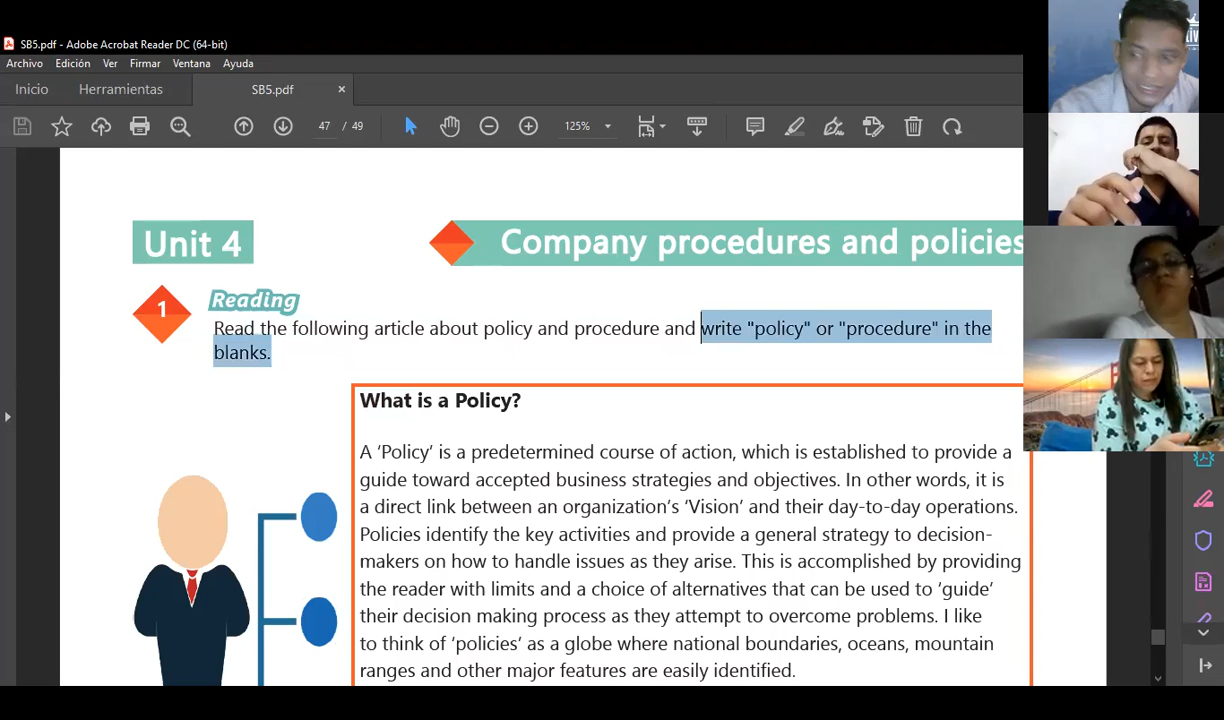 SB5.pdf - Adobe Acrobat Reader DC (64-bit)
Archivo Edición Ver Firmar Ventana Ayuda
Inicio Herramientas SB5.pdf ×
47 / 49 125%
Unit 4
Company procedures and policies
1
Reading
Read the following article about policy and procedure and write "policy" or "procedure" in the
blanks.
What is a Policy?
A ‘Policy’ is a predetermined course of action, which is established to provide a
guide toward accepted business strategies and objectives. In other words, it is
a direct link between an organization’s ‘Vision’ and their day-to-day operations.
Policies identify the key activities and provide a general strategy to decision-
makers on how to handle issues as they arise. This is accomplished by providing
the reader with limits and a choice of alternatives that can be used to ‘guide’
their decision making process as they attempt to overcome problems. I like
to think of ‘policies’ as a globe where national boundaries, oceans, mountain
ranges and other major features are easily identified.